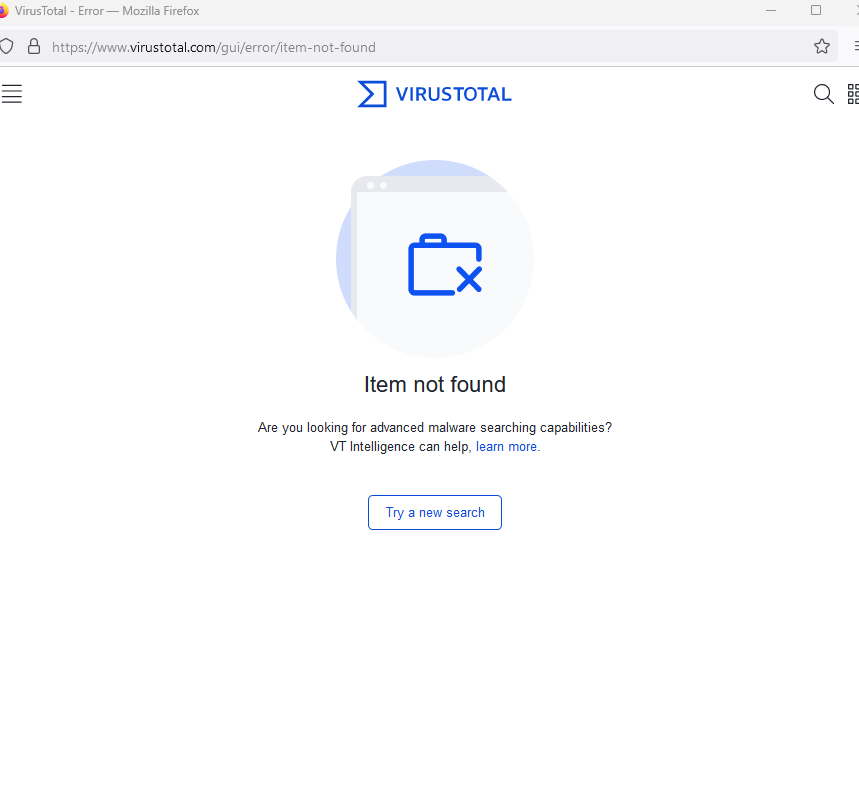 VirusTotal - Error — Mozilla Firefox
https://www.virustotal.com/gui/error/item-not-found
VIRUSTOTAL
Item not found
Are you looking for advanced malware searching capabilities?
VT Intelligence can help, learn more.
Try a new search